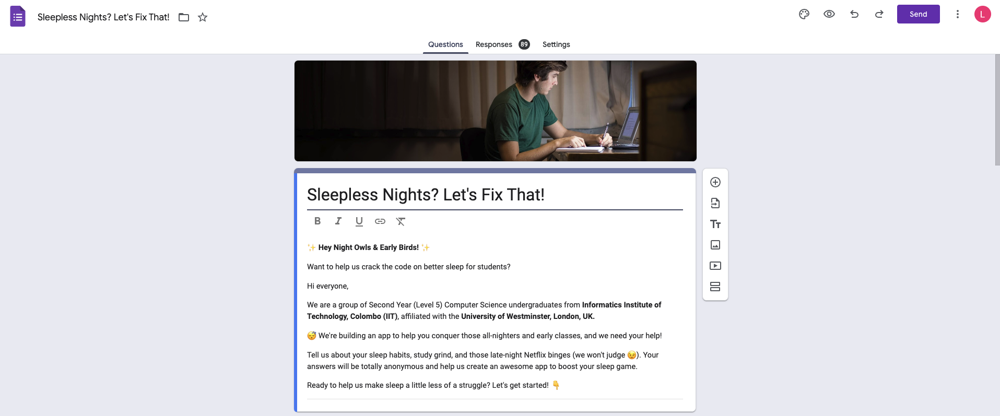 Sleepless Nights? Let's Fix That!
Send
L
Questions
Responses 89
Settings
Sleepless Nights? Let's Fix That!
B I U
✨ Hey Night Owls & Early Birds! ✨
Want to help us crack the code on better sleep for students?
Hi everyone,
We are a group of Second Year (Level 5) Computer Science undergraduates from Informatics Institute of
Technology, Colombo (IIT), affiliated with the University of Westminster, London, UK.
😴 We're building an app to help you conquer those all-nighters and early classes, and we need your help!
Tell us about your sleep habits, study grind, and those late-night Netflix binges (we won't judge 😉). Your
answers will be totally anonymous and help us create an awesome app to boost your sleep game.
Ready to help us make sleep a little less of a struggle? Let's get started! 👇
Tт